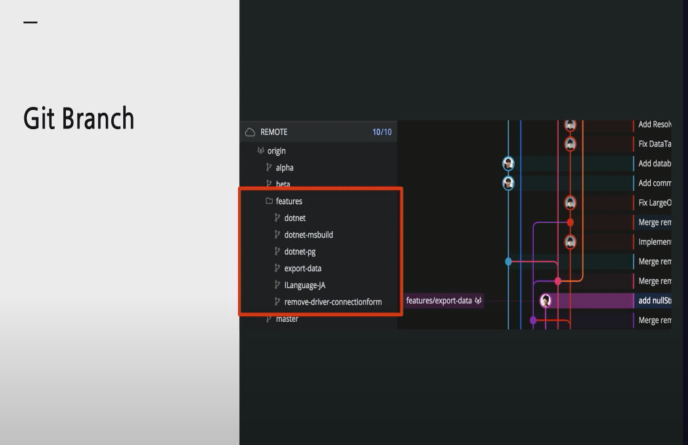 Git Branch
REMOTE 10/10
origin
alpha
beta
features
dotnet
dotnet-msbuild
dotnet-pg
export-data
ILanguage-JA
remove-driver-connectionform
master
features/export-data
Add Resol
Fix DataTa
Add datab
Add comm
Fix LargeO
Merge rem
Implemen
Merge rem
Merge rem
add nullSt
Merge rem